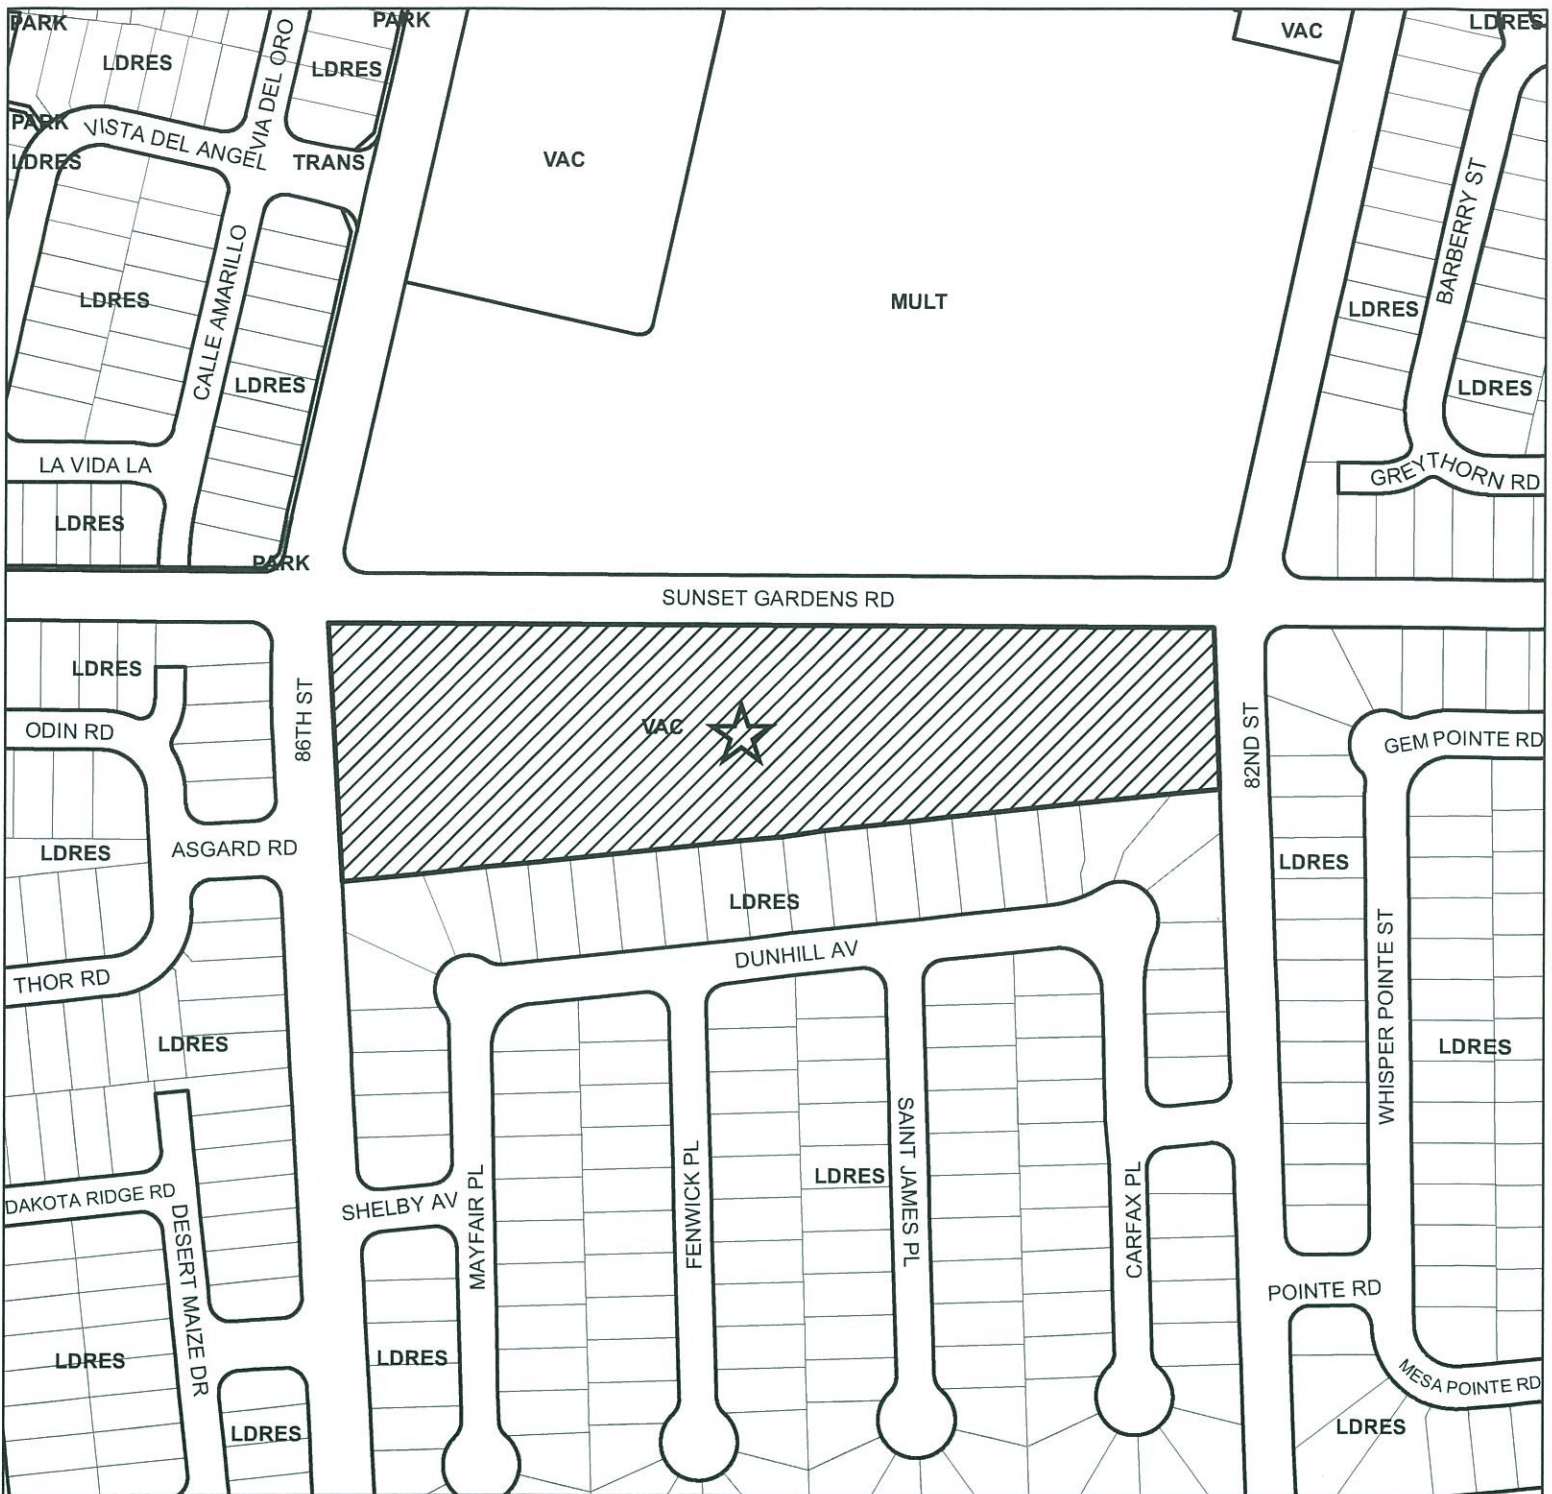 PARK
PARK
LDRES
VIA DEL ORO
LDRES
VAC
LDRES
PARK
VISTA DEL ANGEL
LDRES
TRANS
VAC
BARBERRY ST
LDRES
CALLE AMARILLO
MULT
LDRES
LDRES
LDRES
LA VIDA LA
GREYTHORN RD
LDRES
PARK
SUNSET GARDENS RD
LDRES
86TH ST
VAC
82ND ST
ODIN RD
GEM POINTE RD
LDRES
ASGARD RD
LDRES
LDRES
DUNHILL AV
THOR RD
WHISPER POINTE ST
LDRES
LDRES
LDRES
SAINT JAMES PL
DAKOTA RIDGE RD
SHELBY AV
MAYFAIR PL
FENWICK PL
CARFAX PL
DESERT MAIZE DR
POINTE RD
LDRES
LDRES
MESA POINTE RD
LDRES
LDRES